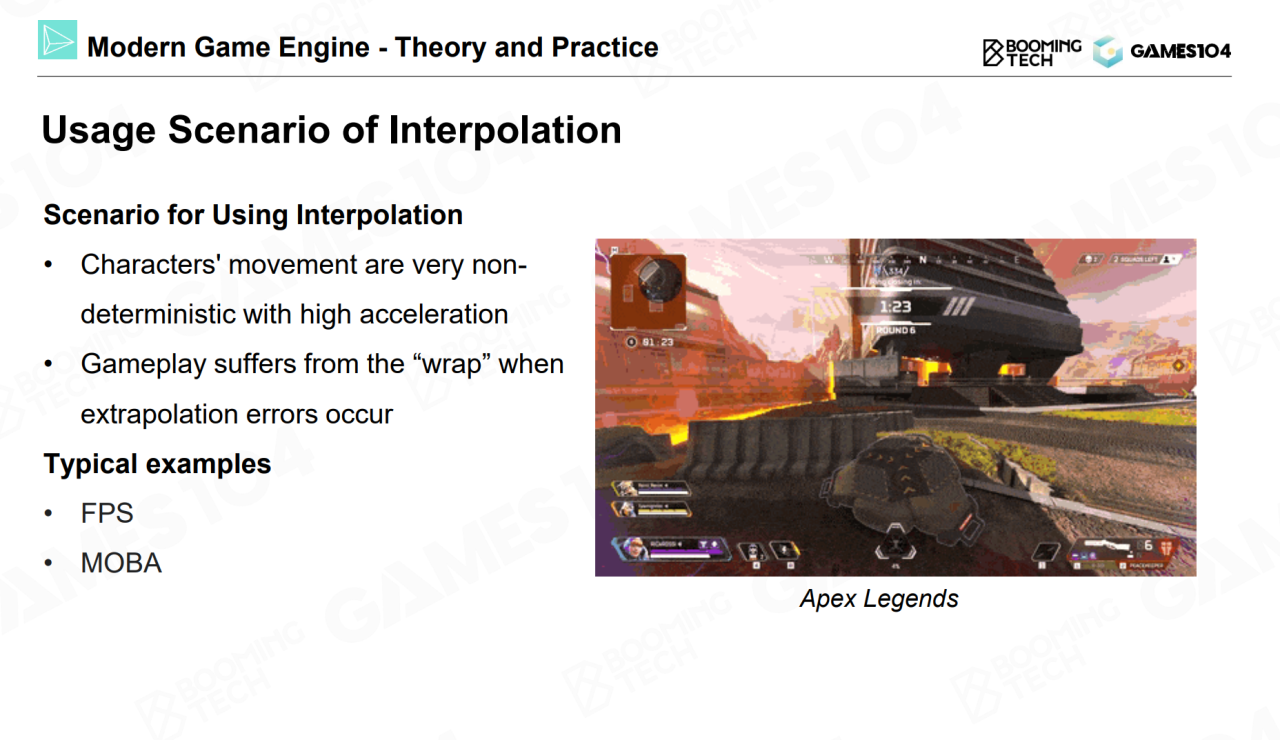 Modern Game Engine - Theory and Practice
BOOMING
TECH
GAMES104
Usage Scenario of Interpolation
Scenario for Using Interpolation
• Characters' movement are very non-
deterministic with high acceleration
• Gameplay suffers from the “wrap” when
extrapolation errors occur
Typical examples
• FPS
• MOBA
W N E
334
Ring closing in:
1:23
ROUND 6
2 SQUADS LEFT
01:23
M
6
PEACEKEEPER
Apex Legends